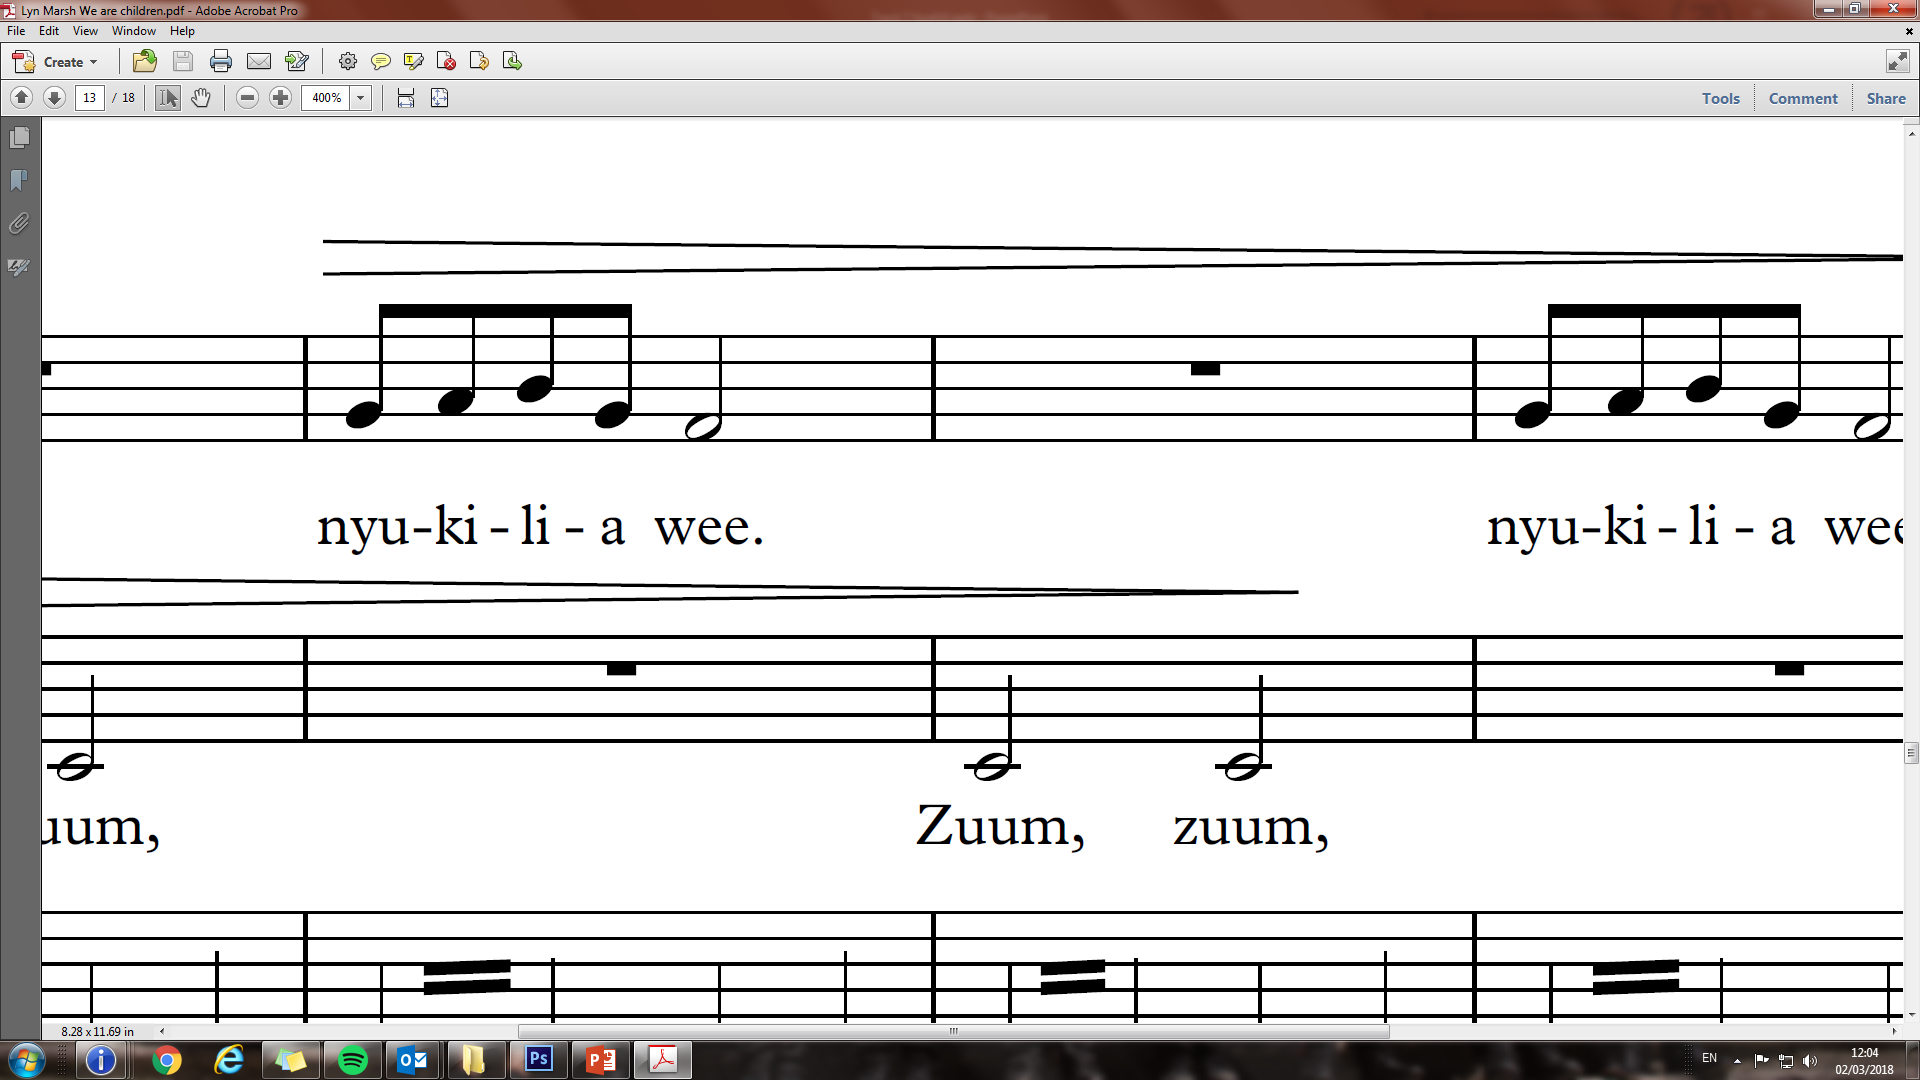 Lyn Marsh We are children.pdf - Adobe Acrobat Pro
File Edit View Window Help
Create
13 / 18 400% Tools Comment Share
nyu-ki - li - a wee. nyu-ki - li - a wee
uum, Zuum, zuum,
8.28 x 11.69 in
Ps
EN 12:04
02/03/2018